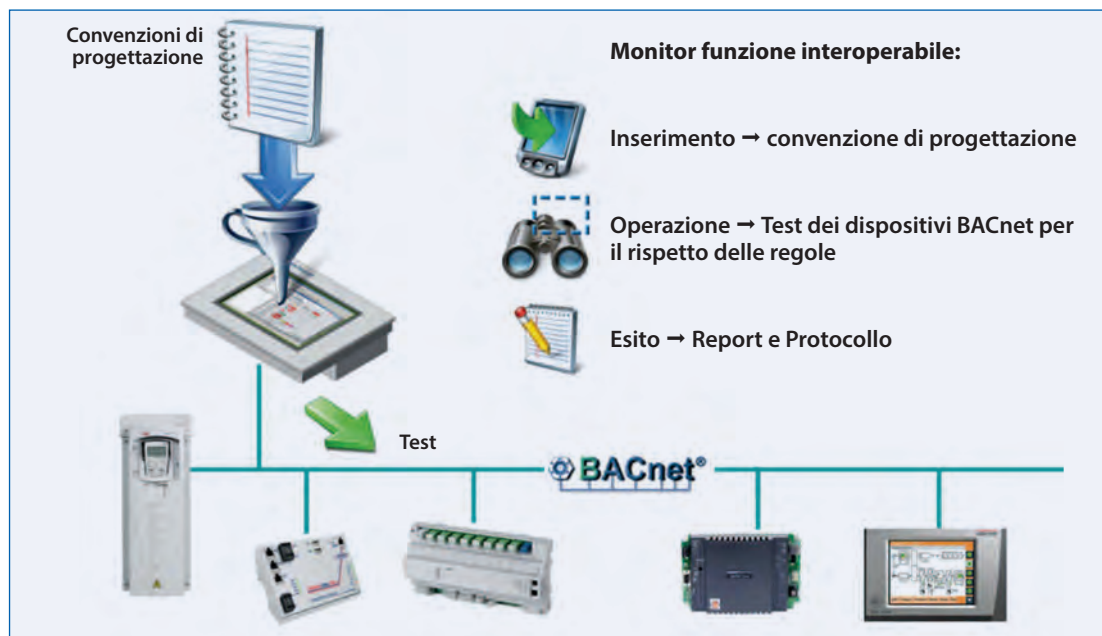 Convenzioni di
progettazione
Monitor funzione interoperabile:
Inserimento → convenzione di progettazione
Operazione → Test dei dispositivi BACnet per
il rispetto delle regole
Esito → Report e Protocollo
Test
BACnet®